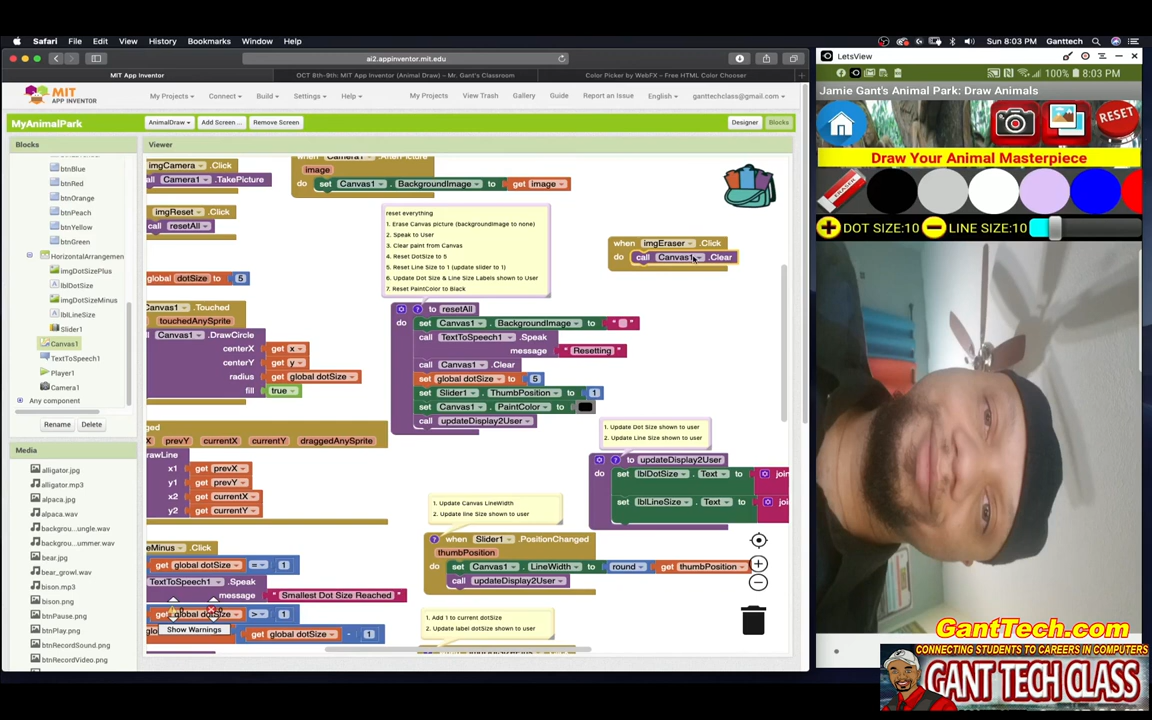 Safari File Edit View History Bookmarks Window Help
Sun 8:03 PM Ganttech
ai2.appinventor.mit.edu
MIT App Inventor
OCT 8th-9th: MIT App Inventor (Animal Draw) – Mr. Gant's Classroom
Color Picker by WebFX – Free HTML Color Chooser
MIT
APP INVENTOR
My Projects Connect Build Settings Help
My Projects View Trash Gallery Guide Report an Issue English ganttechclass@gmail.com
MyAnimalPark
AnimalDraw Add Screen ... Remove Screen
Designer Blocks
Blocks
Viewer
btnBlue
btnRed
btnOrange
btnPeach
btnYellow
btnGreen
HorizontalArrangemen
imgDotSizePlus
lblDotSize
imgDotSizeMinus
lblLineSize
Slider1
Canvas1
TextToSpeech1
Player1
Camera1
Any component
Rename Delete
Media
alligator.jpg
alligator.mp3
alpaca.jpg
alpaca.wav
backgrou...ungle.wav
backgrou...ummer.wav
bear.jpg
bear_growl.wav
bison.mp3
bison.png
btnPause.png
btnPlay.png
btnRecordSound.png
btnRecordVideo.png
imgCamera .Click
call Camera1 .TakePicture
image
do set Canvas1 . BackgroundImage to get image
imgReset .Click
call resetAll
global dotSize to 5
Canvas1 .Touched
x y touchedAnySprite
Canvas1 .DrawCircle
centerX get x
centerY get y
radius get global dotSize
fill true
prevX prevY currentX currentY draggedAnySprite
x1 get prevX
y1 get prevY
x2 get currentX
y2 get currentY
eMinus .Click
get global dotSize = 1
TextToSpeech1 .Speak
message " Smallest Dot Size Reached "
get global dotSize > 1
get global dotSize - 1
Show Warnings
reset everything
1. Erase Canvas picture (backgroundImage to none)
2. Speak to User
3. Clear paint from Canvas
4. Reset DotSize to 5
5. Reset Line Size to 1 (update slider to 1)
6. Update Dot Size & Line Size Labels shown to User
7. Reset PaintColor to Black
to resetAll
do set Canvas1 . BackgroundImage to " "
call TextToSpeech1 .Speak
message " Resetting "
call Canvas1 .Clear
set global dotSize to 5
set Slider1 . ThumbPosition to 1
set Canvas1 . PaintColor to
call updateDisplay2User
when imgEraser .Click
do call Canvas1 .Clear
1. Update Dot Size shown to user
2. Update Line Size shown to user
to updateDisplay2User
do set lblDotSize . Text to join
set lblLineSize . Text to join
1. Update Canvas LineWidth
2. Update line Size shown to user
when Slider1 .PositionChanged
thumbPosition
do set Canvas1 . LineWidth to round get thumbPosition
call updateDisplay2User
1. Add 1 to current dotSize
2. Update label dotSize shown to user
LetsView
100% 8:03 PM
Jamie Gant's Animal Park: Draw Animals
RESET
Draw Your Animal Masterpiece
ERASER
DOT SIZE:10 LINE SIZE:10
GanttTech.com
CONNECTING STUDENTS TO CAREERS IN COMPUTERS
GANT TECH CLASS